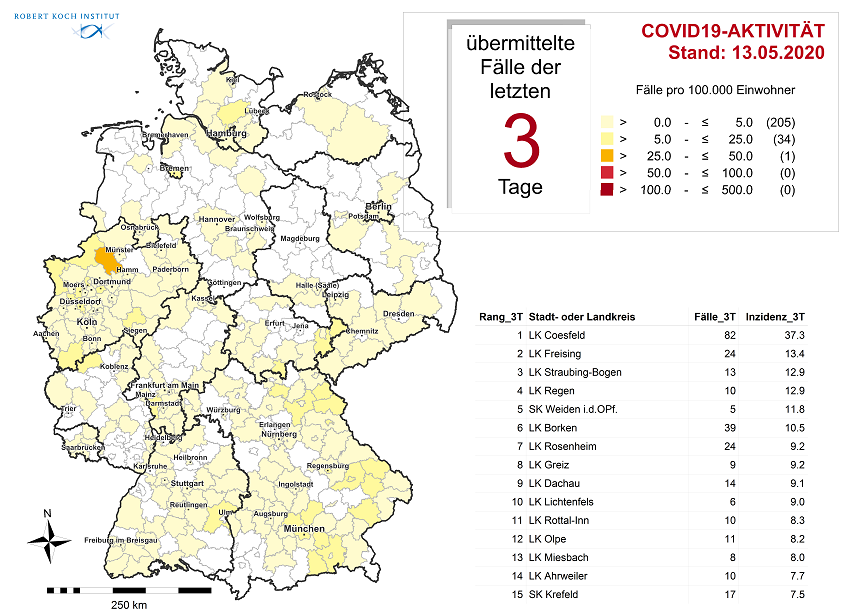 ROBERT KOCH INSTITUT
übermittelte
Fälle der
letzten
3
Tage
COVID19-AKTIVITÄT
Stand: 13.05.2020
Fälle pro 100.000 Einwohner
> 0.0 - ≤ 5.0 (205)
> 5.0 - ≤ 25.0 (34)
> 25.0 - ≤ 50.0 (1)
> 50.0 - ≤ 100.0 (0)
> 100.0 - ≤ 500.0 (0)
Kiel
Rostock
Lübeck
Hamburg
Bremerhaven
Bremen
Berlin
Potsdam
Osnabrück
Hannover
Wolfsburg
Braunschweig
Magdeburg
Bielefeld
Münster
Hamm
Paderborn
Moers
Dortmund
Göttingen
Halle (Saale)
Leipzig
Düsseldorf
Kassel
Dresden
Köln
Siegen
Erfurt
Jena
Chemnitz
Aachen
Bonn
Koblenz
Frankfurt am Main
Mainz
Darmstadt
Trier
Würzburg
Erlangen
Nürnberg
Saarbrücken
Heidelberg
Heilbronn
Karlsruhe
Regensburg
Stuttgart
Ingolstadt
Reutlingen
Ulm
Augsburg
München
Freiburg im Breisgau
N
250 km
Rang_3T Stadt- oder Landkreis Fälle_3T Inzidenz_3T
1 LK Coesfeld 82 37.3
2 LK Freising 24 13.4
3 LK Straubing-Bogen 13 12.9
4 LK Regen 10 12.9
5 SK Weiden i.d.OPf. 5 11.8
6 LK Borken 39 10.5
7 LK Rosenheim 24 9.2
8 LK Greiz 9 9.2
9 LK Dachau 14 9.1
10 LK Lichtenfels 6 9.0
11 LK Rottal-Inn 10 8.3
12 LK Olpe 11 8.2
13 LK Miesbach 8 8.0
14 LK Ahrweiler 10 7.7
15 SK Krefeld 17 7.5